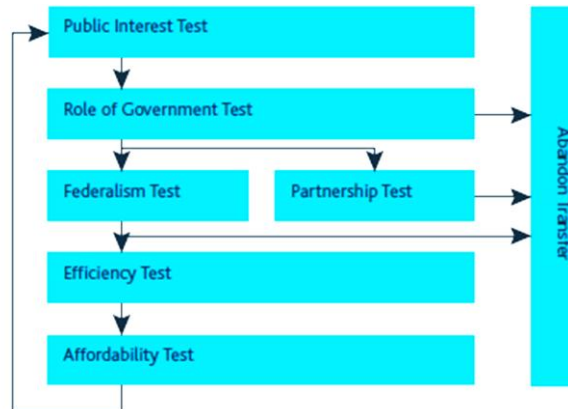 Public Interest Test
Role of Government Test
Federalism Test
Partnership Test
Efficiency Test
Affordability Test
Abandon Transfer